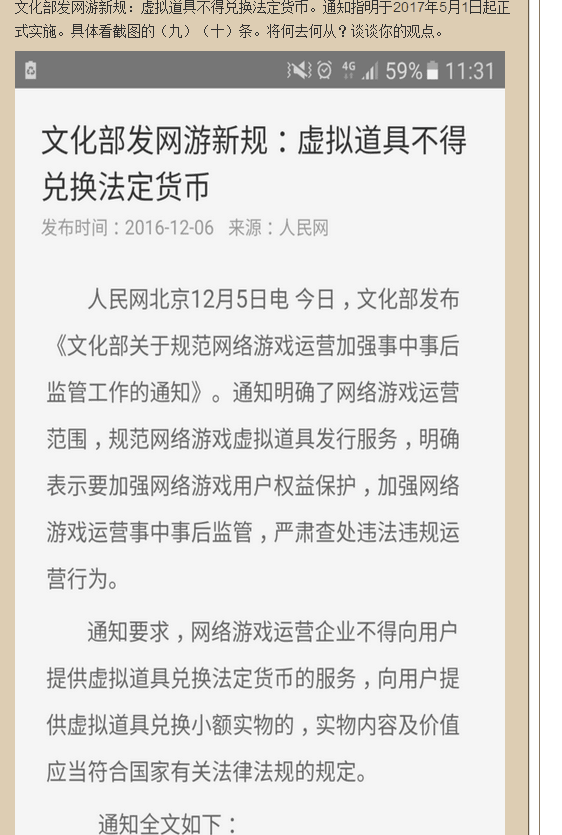 文化部发网游新规：虚拟道具不得兑换法定货币。通知指明于2017年5月1日起正
式实施。具体看截图的（九）（十）条。将何去何从？谈谈你的观点。
4G 59% 11:31
文化部发网游新规：虚拟道具不得
兑换法定货币
发布时间：2016-12-06 来源：人民网
人民网北京12月5日电 今日，文化部发布
《文化部关于规范网络游戏运营加强事中事后
监管工作的通知》。通知明确了网络游戏运营
范围，规范网络游戏虚拟道具发行服务，明确
表示要加强网络游戏用户权益保护，加强网络
游戏运营事中事后监管，严肃查处违法违规运
营行为。
通知要求，网络游戏运营企业不得向用户
提供虚拟道具兑换法定货币的服务，向用户提
供虚拟道具兑换小额实物的，实物内容及价值
应当符合国家有关法律法规的规定。
通知全文如下：